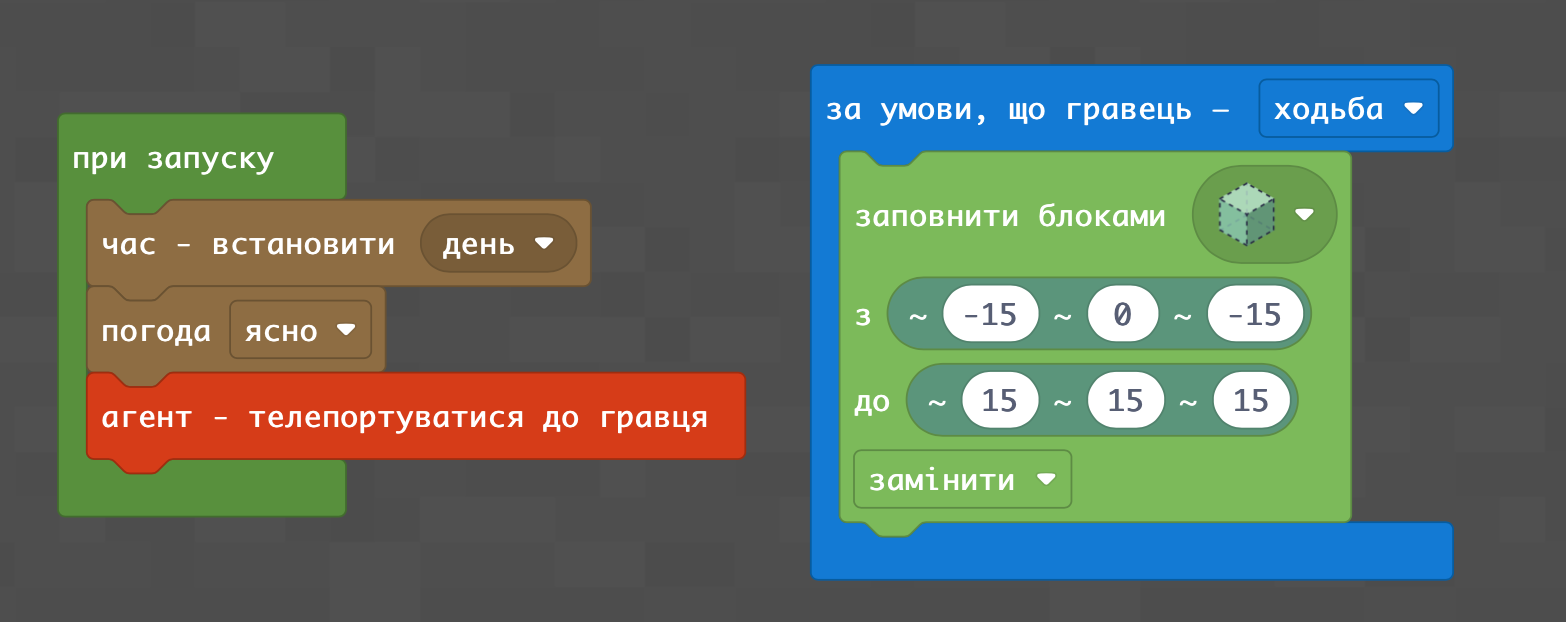 при запуску
час - встановити день
погода ясно
агент - телепортуватися до гравця
за умови, що гравець – ходьба
заповнити блоками
з ~ -15 ~ 0 ~ -15
до ~ 15 ~ 15 ~ 15
замінити